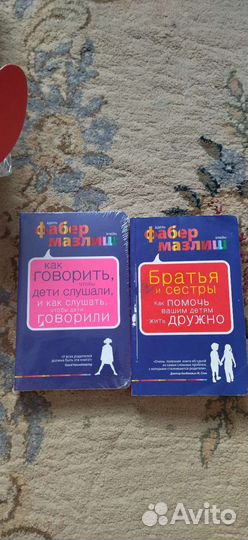 адель
фабер
элейн
мазлиш
как
говорить,
чтобы
дети слушали,
и как слушать,
чтобы дети
говорили
адель
фабер
элейн
мазлиш
Братья
и сестры
Как помочь
вашим детям
жить дружно
Avito